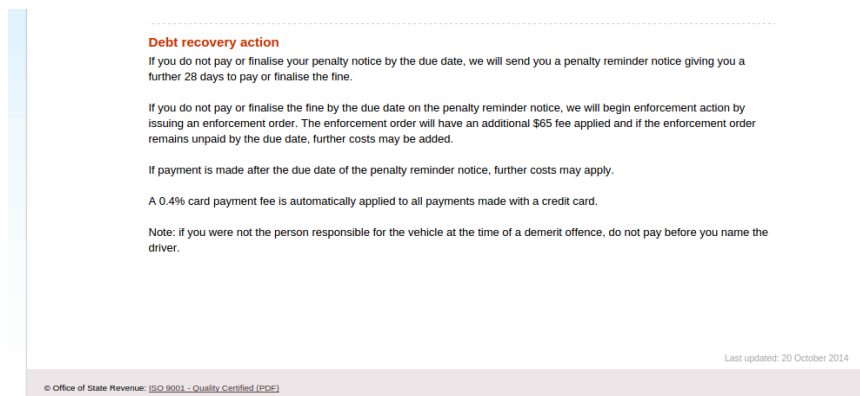 Debt recovery action
If you do not pay or finalise your penalty notice by the due date, we will send you a penalty reminder notice giving you a
further 28 days to pay or finalise the fine.
If you do not pay or finalise the fine by the due date on the penalty reminder notice, we will begin enforcement action by
issuing an enforcement order. The enforcement order will have an additional $65 fee applied and if the enforcement order
remains unpaid by the due date, further costs may be added.
If payment is made after the due date of the penalty reminder notice, further costs may apply.
A 0.4% card payment fee is automatically applied to all payments made with a credit card.
Note: if you were not the person responsible for the vehicle at the time of a demerit offence, do not pay before you name the
driver.
Last updated: 20 October 2014
© Office of State Revenue: ISO 9001 - Quality Certified (PDF)